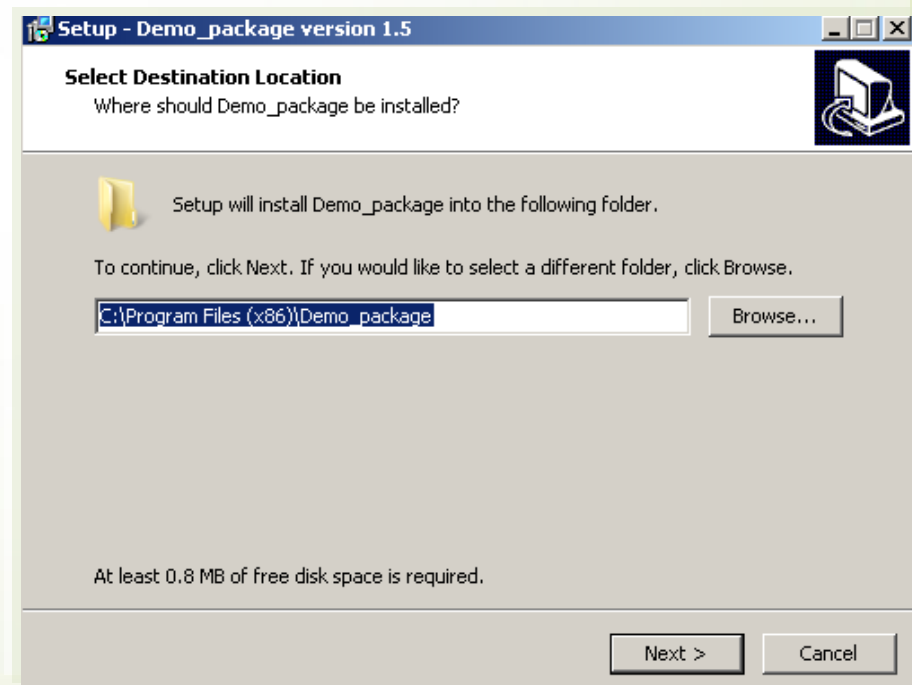 Setup - Demo_package version 1.5
Select Destination Location
Where should Demo_package be installed?
Setup will install Demo_package into the following folder.
To continue, click Next. If you would like to select a different folder, click Browse.
C:\Program Files (x86)\Demo_package
Browse...
At least 0.8 MB of free disk space is required.
Next >
Cancel